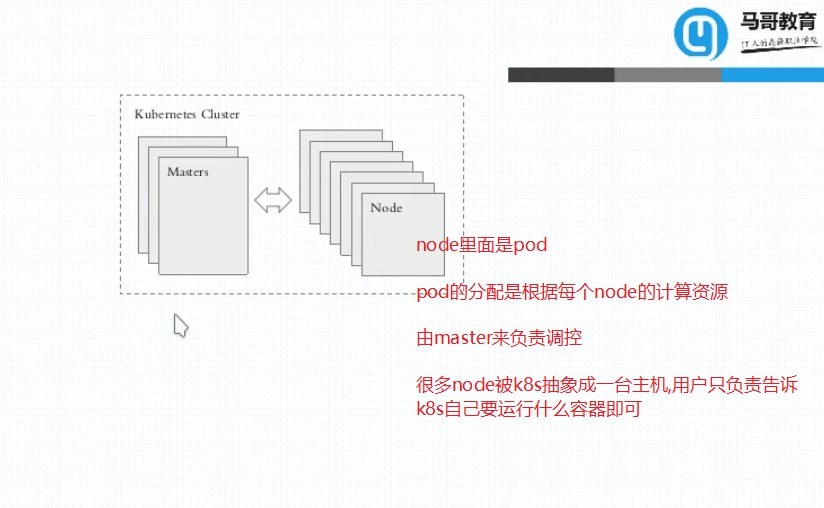 马哥教育
IT人的高薪职业学院
Kubernetes Cluster
Masters
Node
node里面是pod
pod的分配是根据每个node的计算资源
由master来负责调控
很多node被k8s抽象成一台主机,用户只负责告诉
k8s自己要运行什么容器即可